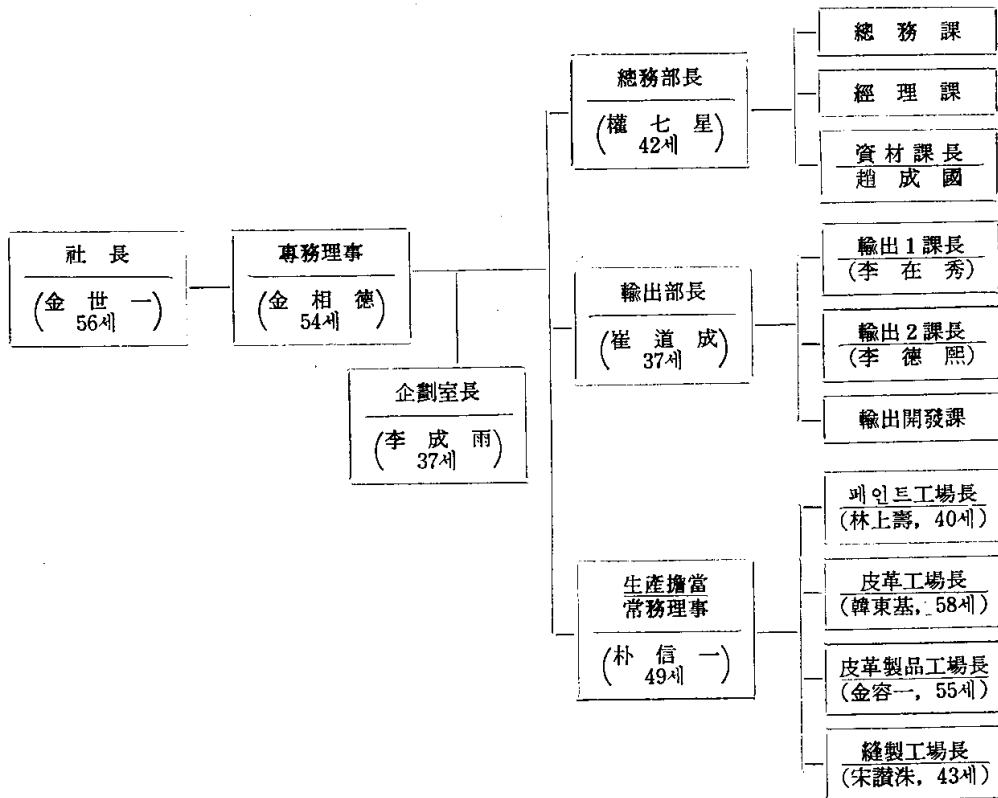 社長
(金世一)
56세
專務理事
(金相德)
54세
企劃室長
(李成雨)
37세
總務部長
(權七星)
42세
總務課
經理課
資材課長
趙成國
輸出部長
(崔道成)
37세
輸出1課長
(李在秀)
輸出2課長
(李德熙)
輸出開發課
生產擔當
常務理事
(朴信一)
49세
페인트工場長
(林上壽, 40세)
皮革工場長
(韓東基, 58세)
皮革製品工場長
(金容一, 55세)
縫製工場長
(宋讚洙, 43세)